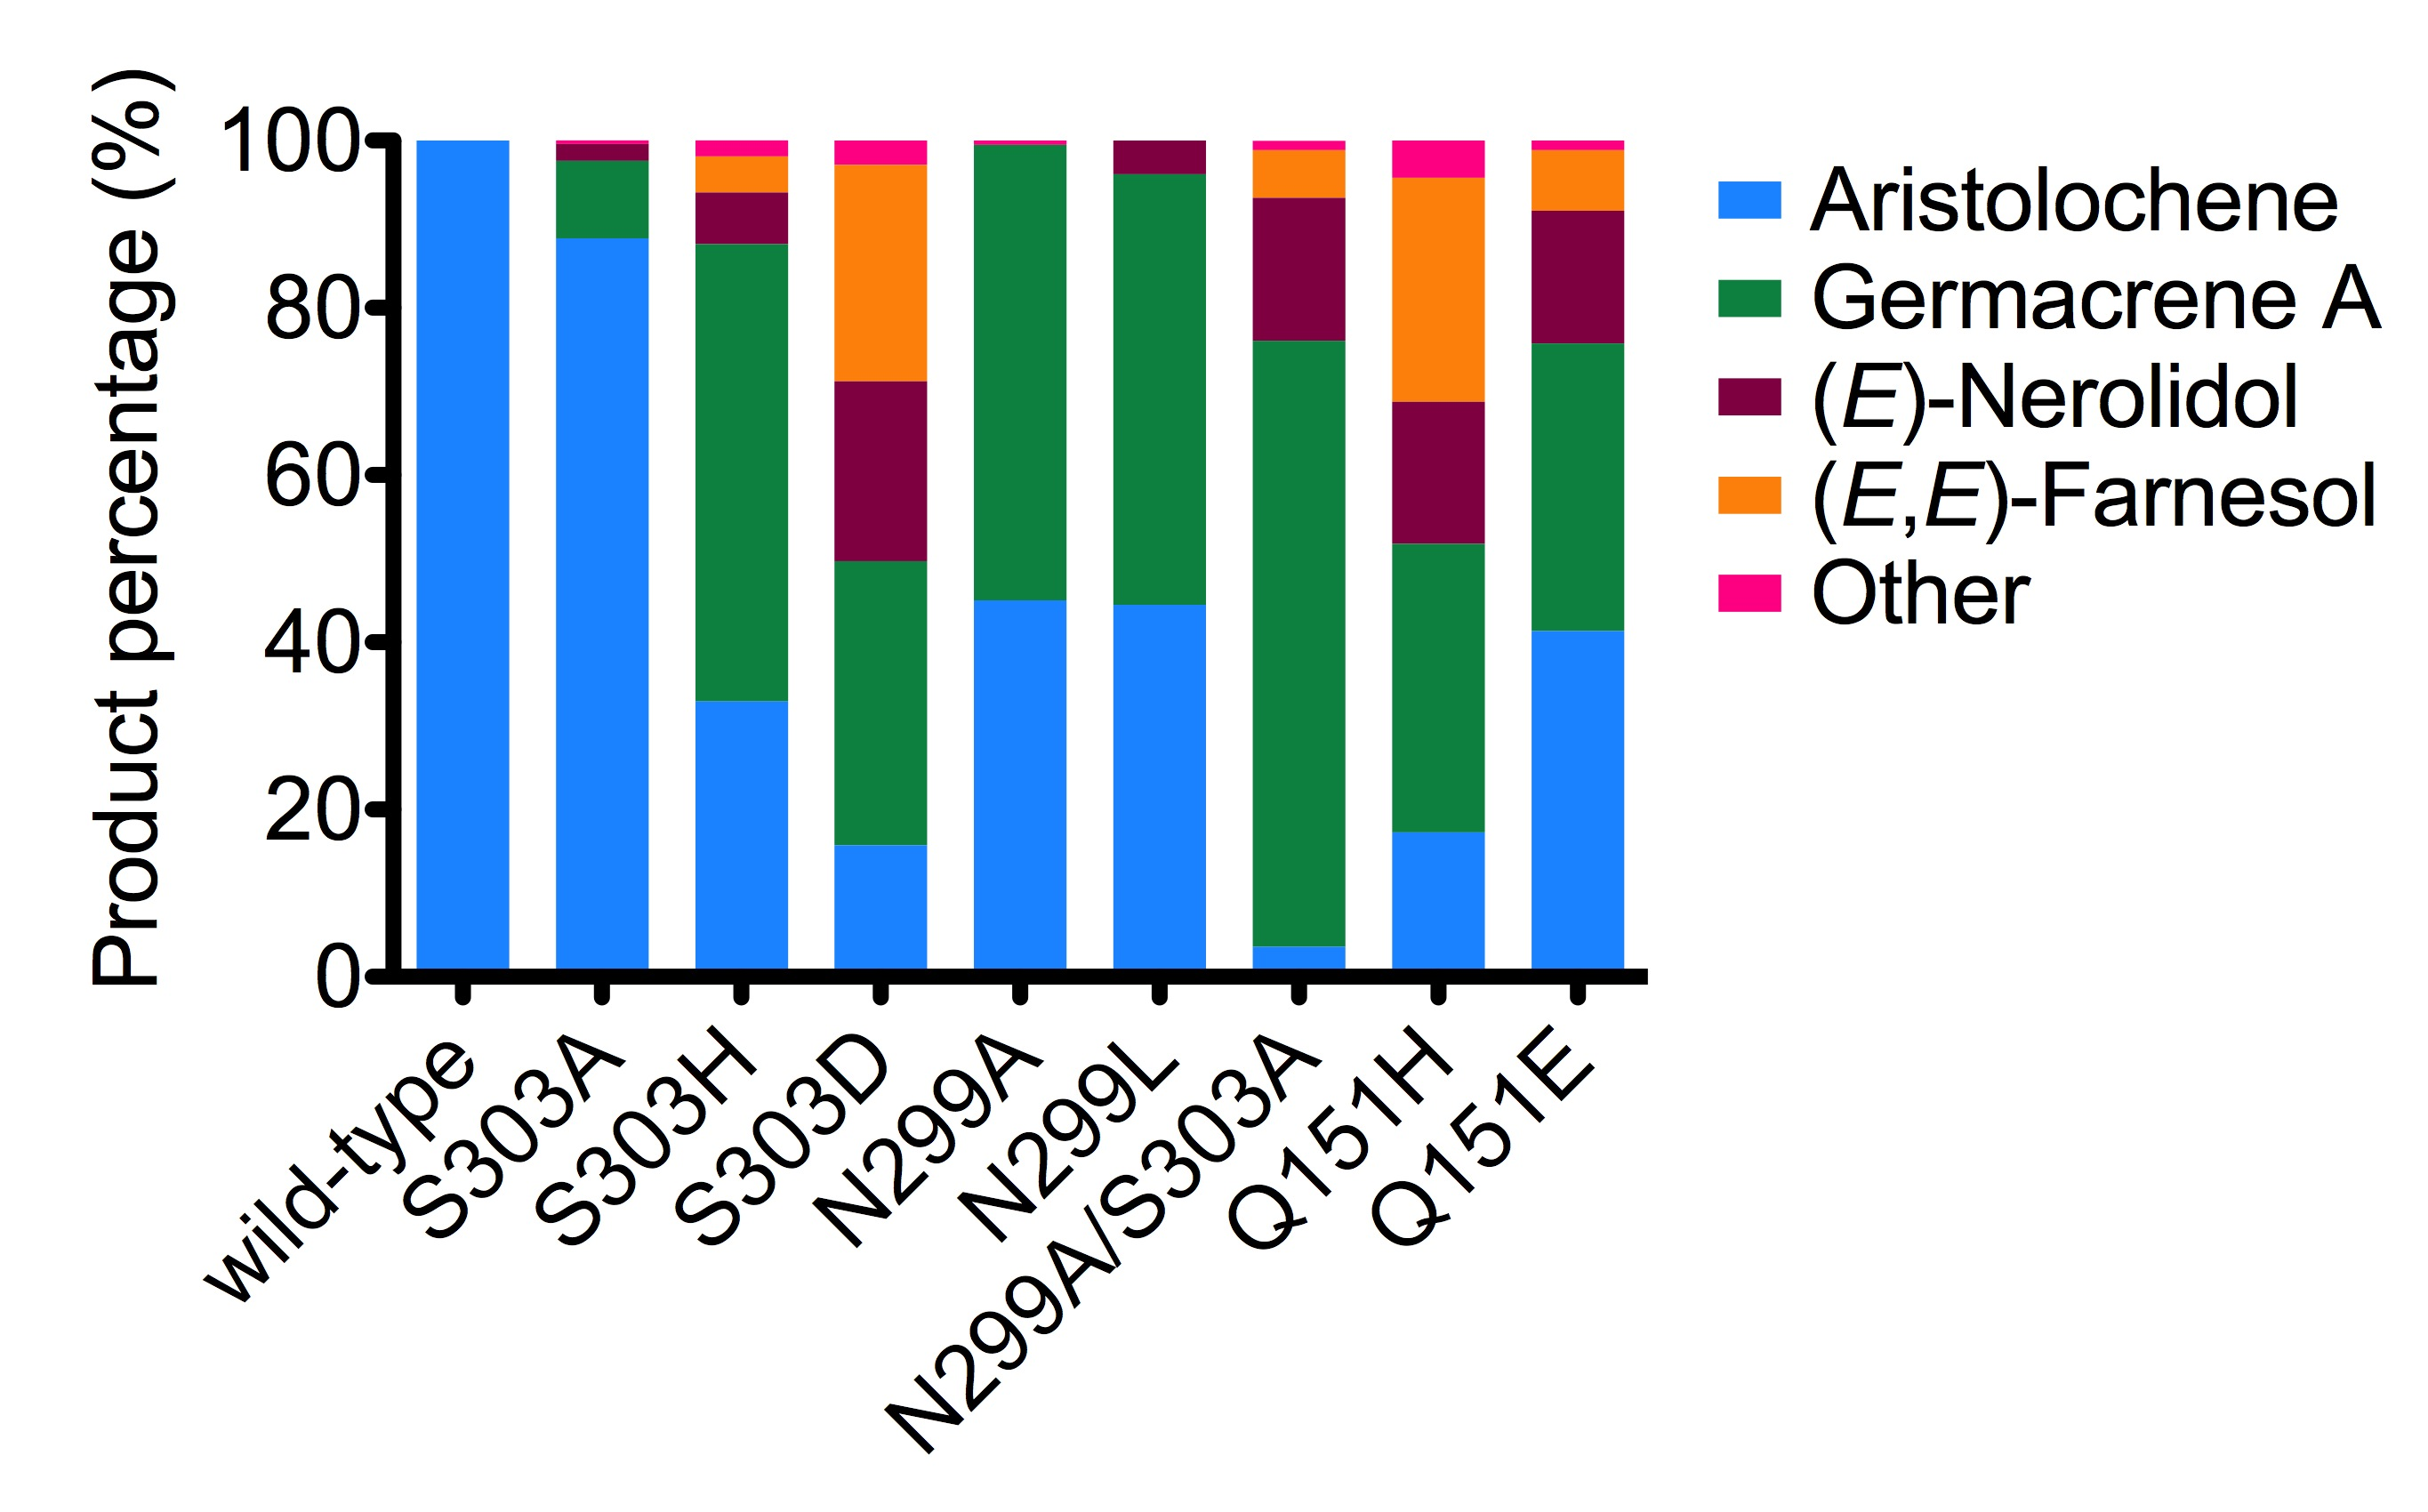 Product percentage (%)
100
80
60
40
20
0
wild-type
S303A
S303H
S303D
N299A
N299L
N299A/S303A
Q151H
Q151E
Aristolochene
Germacrene A
(E)-Nerolidol
(E,E)-Farnesol
Other